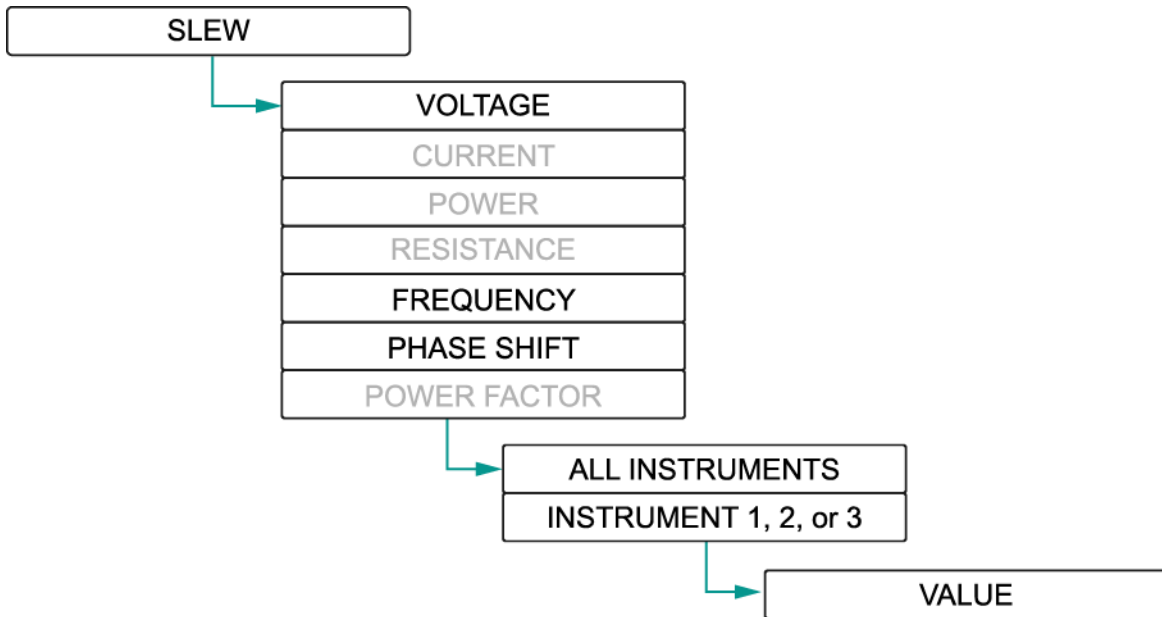 SLEW
VOLTAGE
CURRENT
POWER
RESISTANCE
FREQUENCY
PHASE SHIFT
POWER FACTOR
ALL INSTRUMENTS
INSTRUMENT 1, 2, or 3
VALUE